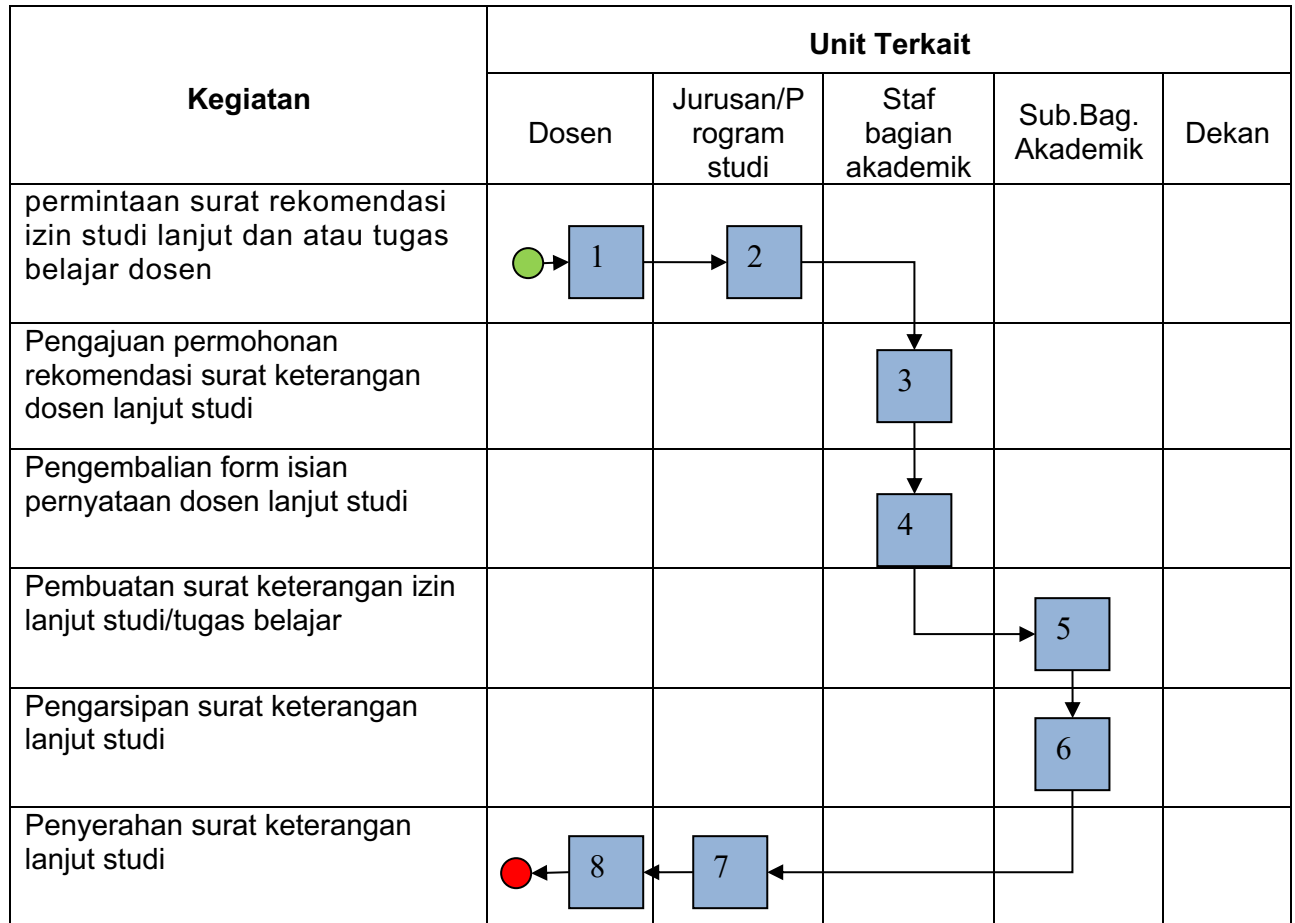 Kegiatan
Unit Terkait
Dosen
Jurusan/P
rogram
studi
Staf
bagian
akademik
Sub.Bag.
Akademik
Dekan
permintaan surat rekomendasi
izin studi lanjut dan atau tugas
belajar dosen
1
2
Pengajuan permohonan
rekomendasi surat keterangan
dosen lanjut studi
3
Pengembalian form isian
pernyataan dosen lanjut studi
4
Pembuatan surat keterangan izin
lanjut studi/tugas belajar
5
Pengarsipan surat keterangan
lanjut studi
6
Penyerahan surat keterangan
lanjut studi
8
7